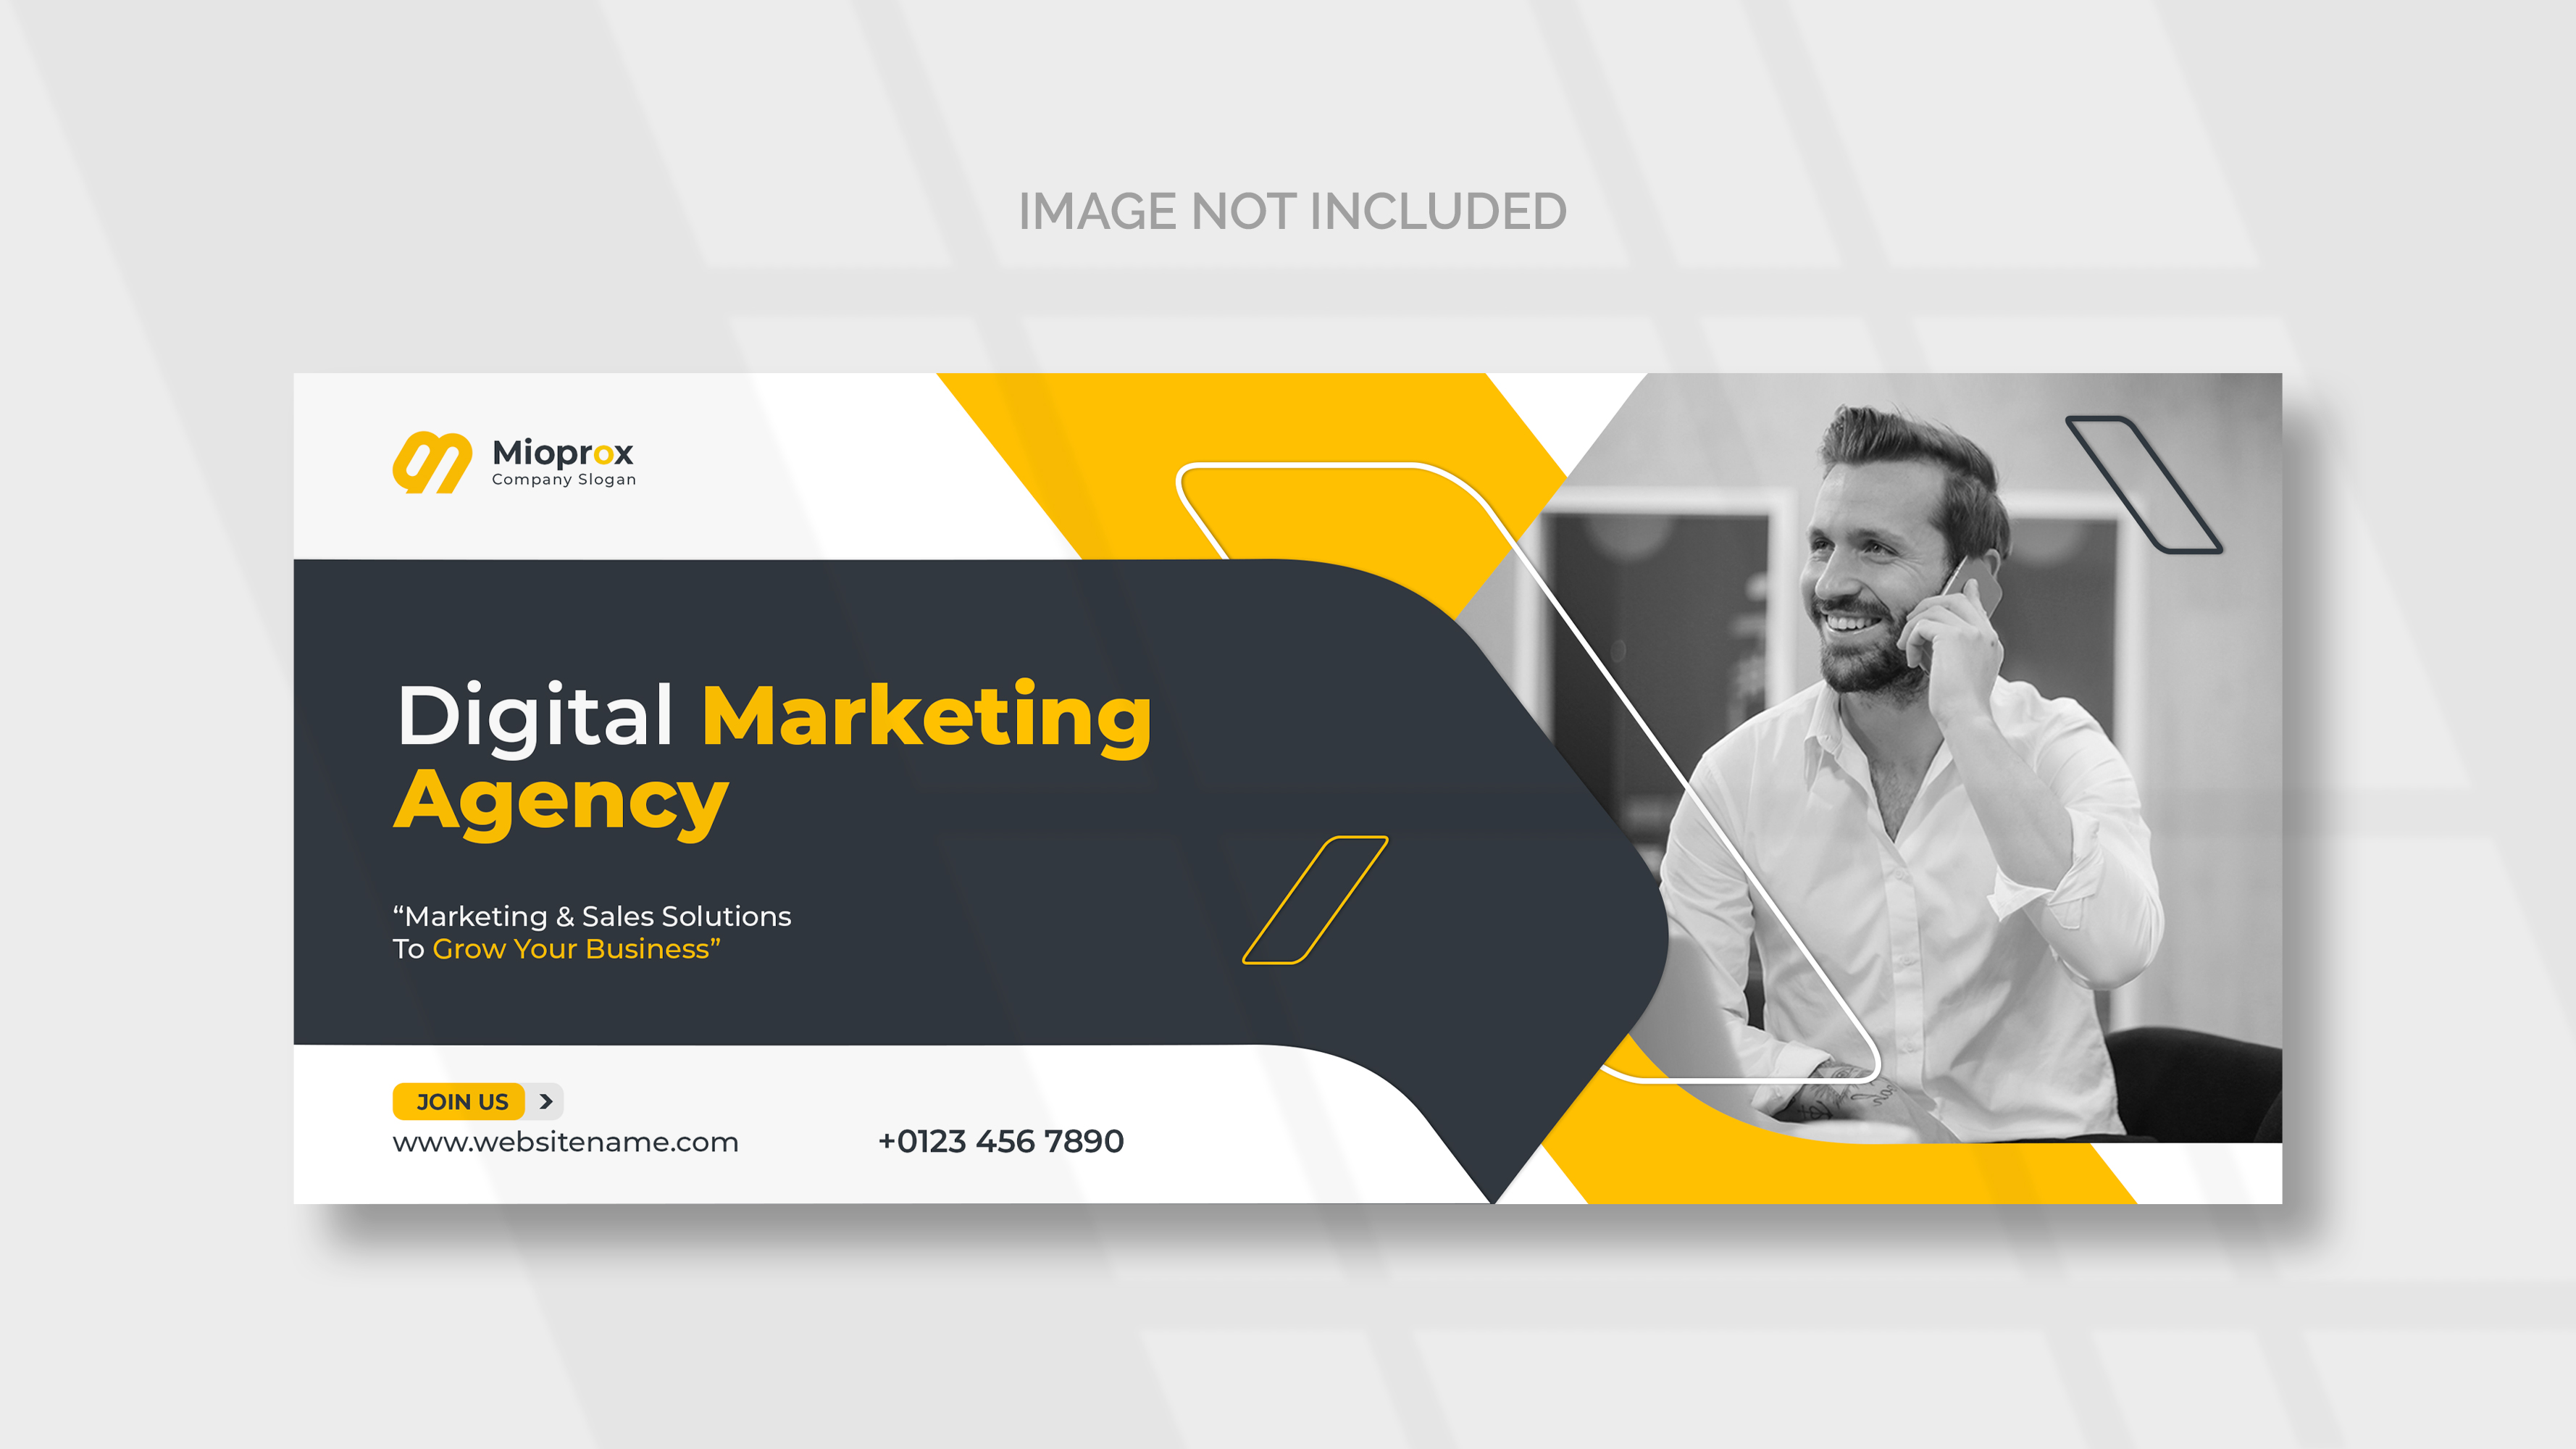 IMAGE NOT INCLUDED
Mioprox
Company Slogan
Digital Marketing
Agency
“Marketing & Sales Solutions
To Grow Your Business”
JOIN US
www.websitename.com
+0123 456 7890